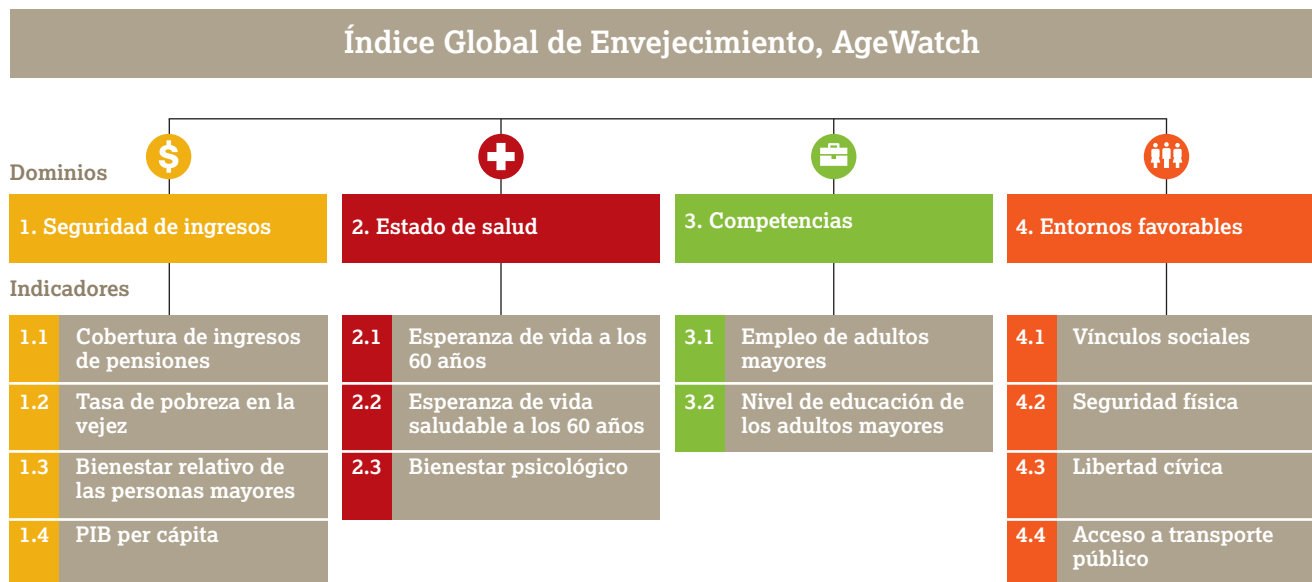 Índice Global de Envejecimiento, AgeWatch
$
Dominios
1. Seguridad de ingresos
2. Estado de salud
3. Competencias
4. Entornos favorables
Indicadores
1.1 Cobertura de ingresos
de pensiones
1.2 Tasa de pobreza en la
vejez
1.3 Bienestar relativo de
las personas mayores
1.4 PIB per cápita
2.1 Esperanza de vida a los
60 años
2.2 Esperanza de vida
saludable a los 60 años
2.3 Bienestar psicológico
3.1 Empleo de adultos
mayores
3.2 Nivel de educación de
los adultos mayores
4.1 Vínculos sociales
4.2 Seguridad física
4.3 Libertad cívica
4.4 Acceso a transporte
público